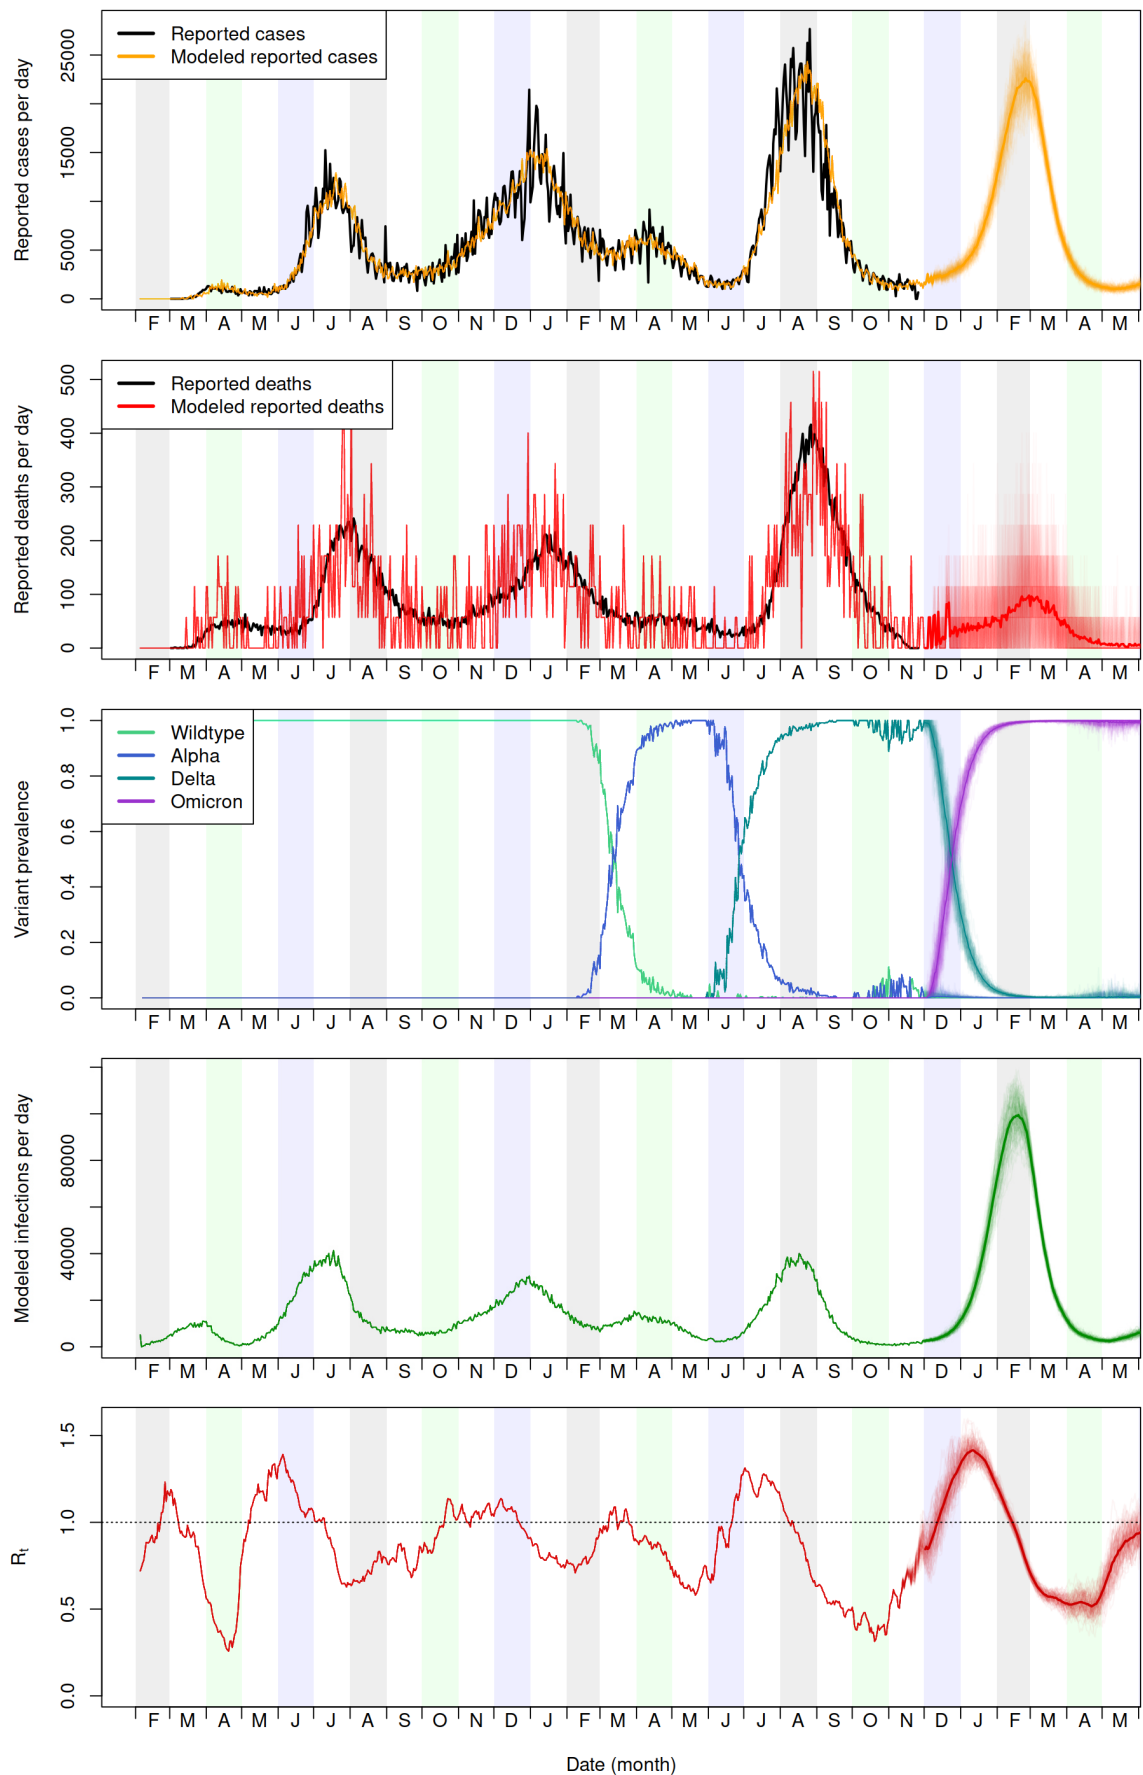 Reported cases per day
25000
15000
5000
0
Reported cases
Modeled reported cases
F M A M J J A S O N D J F M A M J J A S O N D J F M A M
Reported deaths per day
500
400
300
200
100
0
Reported deaths
Modeled reported deaths
F M A M J J A S O N D J F M A M J J A S O N D J F M A M
Variant prevalence
1.0
0.8
0.6
0.4
0.2
0.0
Wildtype
Alpha
Delta
Omicron
F M A M J J A S O N D J F M A M J J A S O N D J F M A M
Modeled infections per day
80000
40000
0
F M A M J J A S O N D J F M A M J J A S O N D J F M A M
Rt
1.5
1.0
0.5
0.0
F M A M J J A S O N D J F M A M J J A S O N D J F M A M
Date (month)